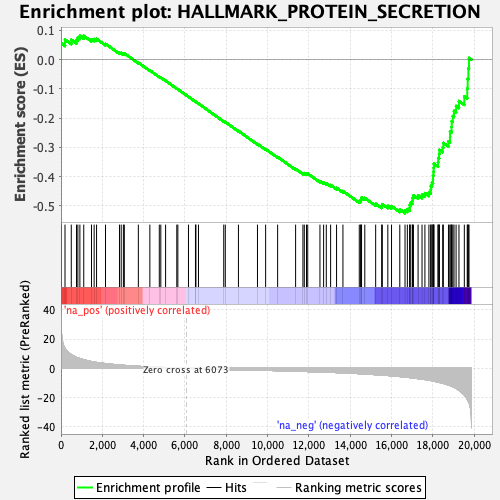 Enrichment plot: HALLMARK_PROTEIN_SECRETION
Enrichment score (ES)
0.1
0.0
-0.1
-0.2
-0.3
-0.4
-0.5
'na_pos' (positively correlated)
Ranked list metric (PreRanked)
40
20
0
-20
-40
Zero cross at 6073
'na_neg' (negatively correlated)
0
2,000
4,000
6,000
8,000
10,000
12,000
14,000
16,000
18,000
20,000
Rank in Ordered Dataset
Enrichment profile
Hits
Ranking metric scores